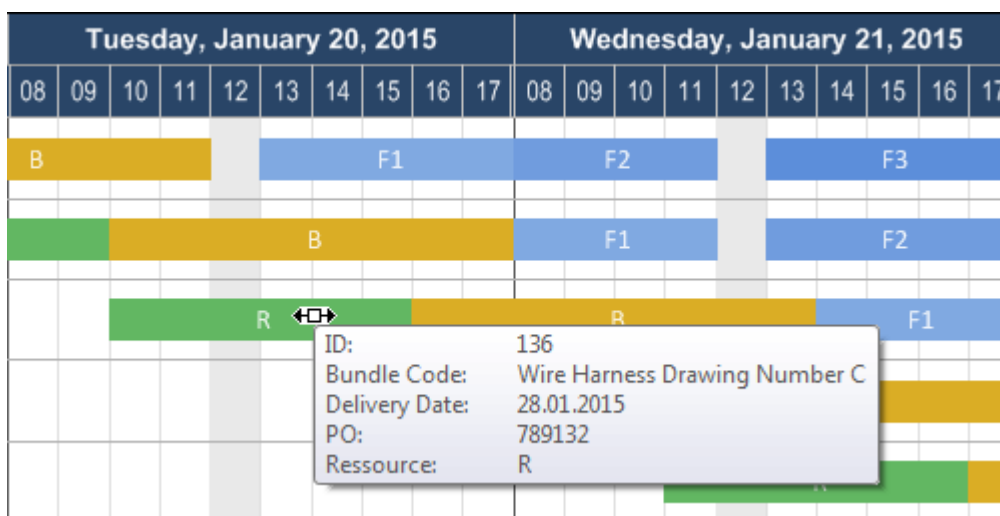 Tuesday, January 20, 2015 Wednesday, January 21, 2015
08 09 10 11 12 13 14 15 16 17 08 09 10 11 12 13 14 15 16 17
B F1 F2 F3
B F1 F2
R B F1
ID: 136
Bundle Code: Wire Harness Drawing Number C
Delivery Date: 28.01.2015
PO: 789132
Ressource: R